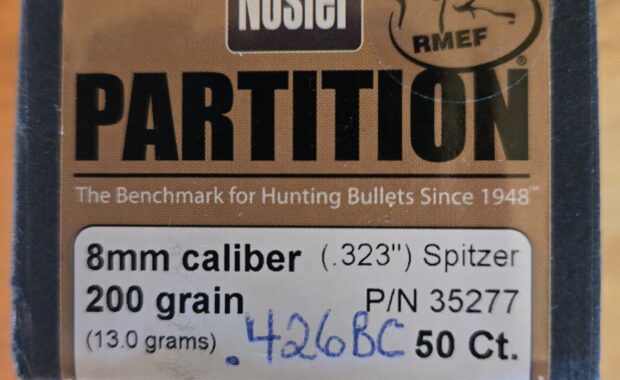 Nosler
RMEF
®
PARTITION
The Benchmark for Hunting Bullets Since 1948™
8mm caliber (.323") Spitzer
200 grain P/N 35277
(13.0 grams) .426BC 50 Ct.